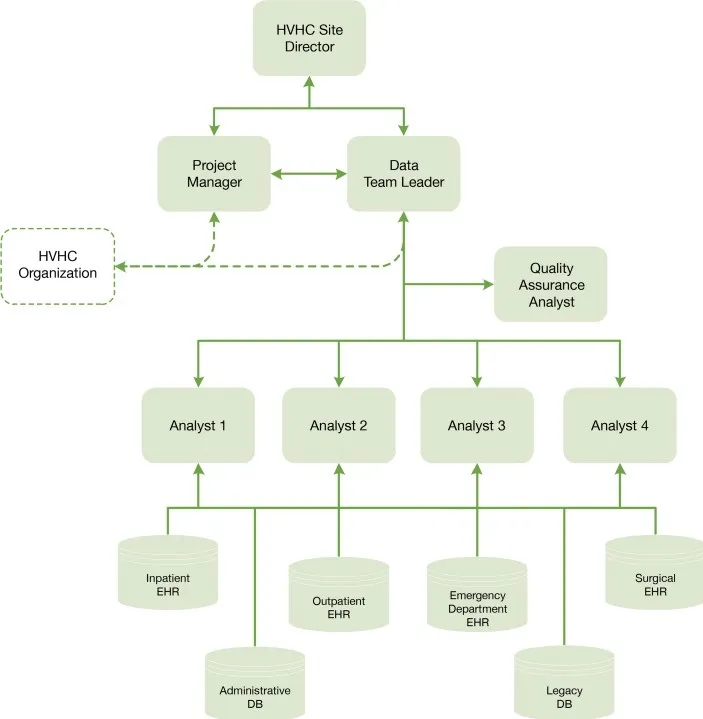 HVHC Site
Director
Project
Manager
Data
Team Leader
HVHC
Organization
Quality
Assurance
Analyst
Analyst 1
Analyst 2
Analyst 3
Analyst 4
Inpatient
EHR
Outpatient
EHR
Emergency
Department
EHR
Surgical
EHR
Administrative
DB
Legacy
DB